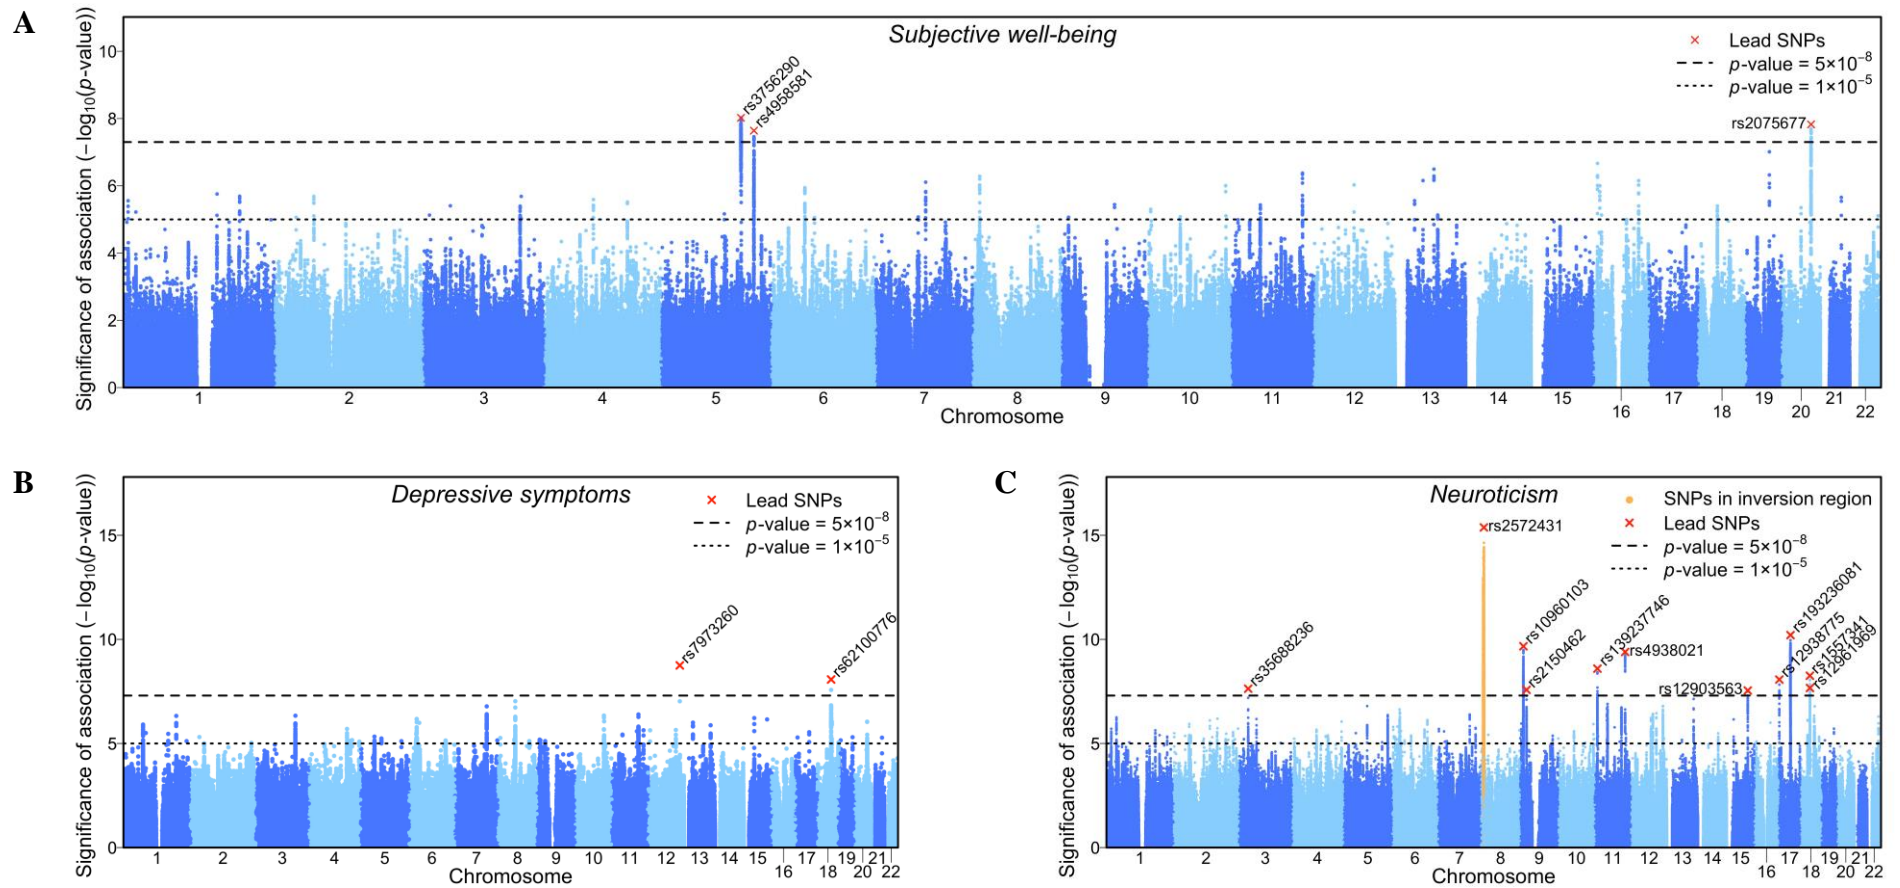 A
Subjective well-being
Significance of association (−log10(p-value))
10
8
6
4
2
0
rs3756290
rs4958581
rs2075677
Lead SNPs
p-value = 5×10−8
p-value = 1×10−5
1 2 3 4 5 6 7 8 9 10 11 12 13 14 15 16 17 18 19 20 21 22
Chromosome
B
Depressive symptoms
Significance of association (−log10(p-value))
15
10
5
0
rs7973260
rs62100776
Lead SNPs
p-value = 5×10−8
p-value = 1×10−5
1 2 3 4 5 6 7 8 9 10 11 12 13 14 15 16 17 18 19 20 21 22
Chromosome
C
Neuroticism
Significance of association (−log10(p-value))
15
10
5
0
SNPs in inversion region
Lead SNPs
p-value = 5×10−8
p-value = 1×10−5
rs35688236
rs2572431
rs10960103
rs2150462
rs139237746
rs4938021
rs12903563
rs12938775
rs193236081
rs1557341
rs12961969
1 2 3 4 5 6 7 8 9 10 11 12 13 14 15 16 17 18 19 20 21 22
Chromosome